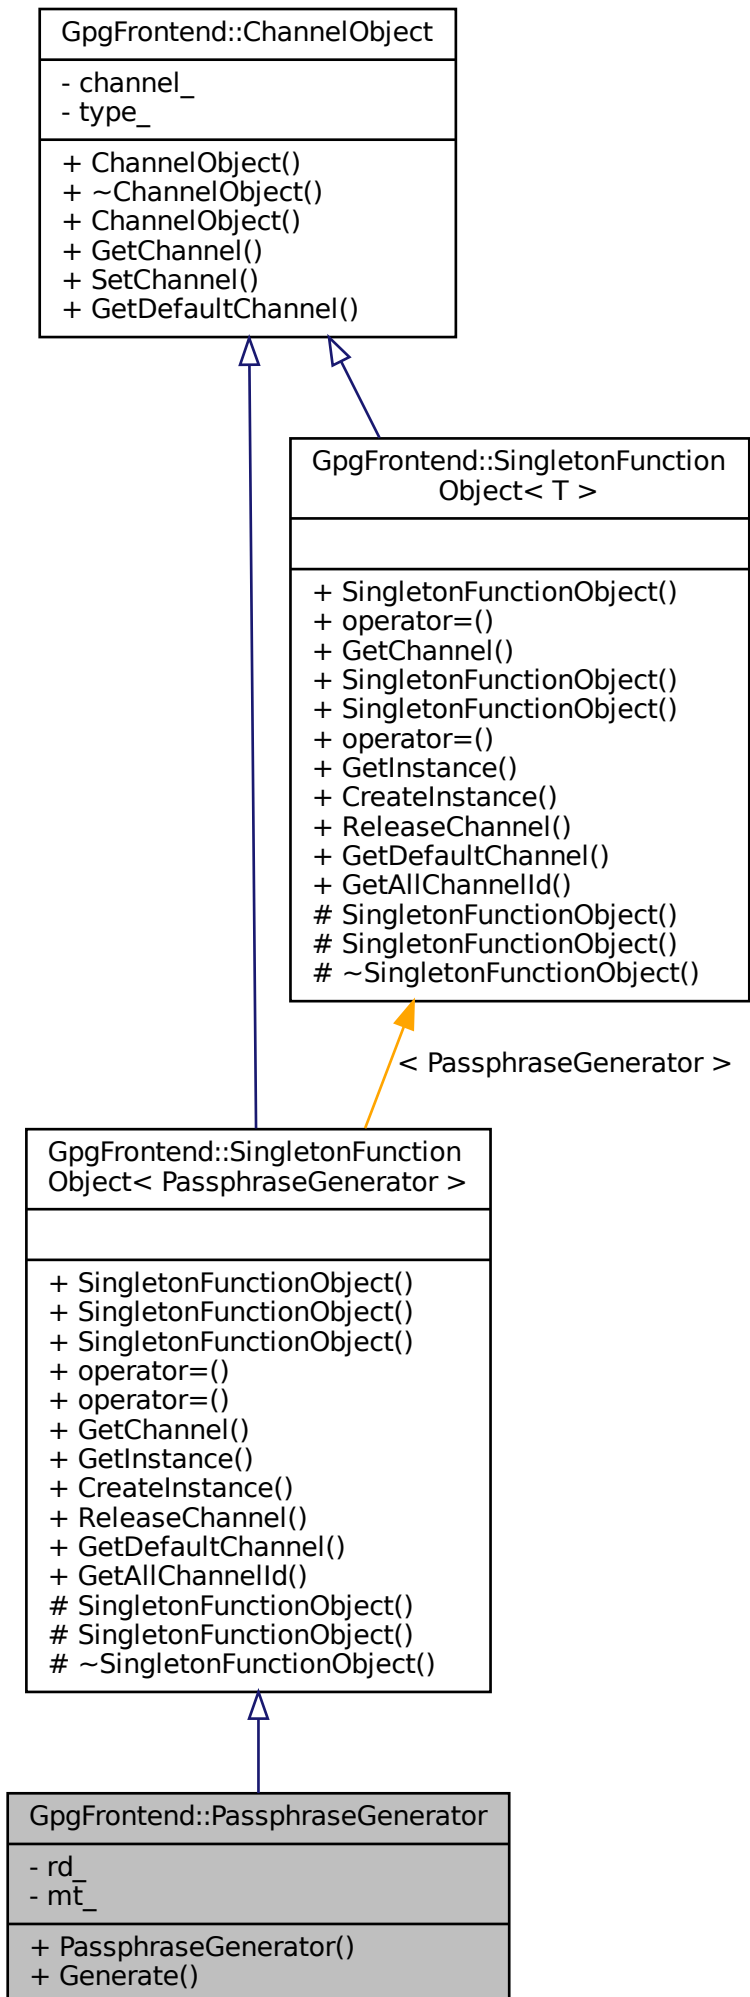 GpgFrontend::ChannelObject
- channel_
- type_
+ ChannelObject()
+ ~ChannelObject()
+ ChannelObject()
+ GetChannel()
+ SetChannel()
+ GetDefaultChannel()
GpgFrontend::SingletonFunction
Object< T >
+ SingletonFunctionObject()
+ operator=()
+ GetChannel()
+ SingletonFunctionObject()
+ SingletonFunctionObject()
+ operator=()
+ GetInstance()
+ CreateInstance()
+ ReleaseChannel()
+ GetDefaultChannel()
+ GetAllChannelId()
# SingletonFunctionObject()
# SingletonFunctionObject()
# ~SingletonFunctionObject()
< PassphraseGenerator >
GpgFrontend::SingletonFunction
Object< PassphraseGenerator >
+ SingletonFunctionObject()
+ SingletonFunctionObject()
+ SingletonFunctionObject()
+ operator=()
+ operator=()
+ GetChannel()
+ GetInstance()
+ CreateInstance()
+ ReleaseChannel()
+ GetDefaultChannel()
+ GetAllChannelId()
# SingletonFunctionObject()
# SingletonFunctionObject()
# ~SingletonFunctionObject()
GpgFrontend::PassphraseGenerator
- rd_
- mt_
+ PassphraseGenerator()
+ Generate()